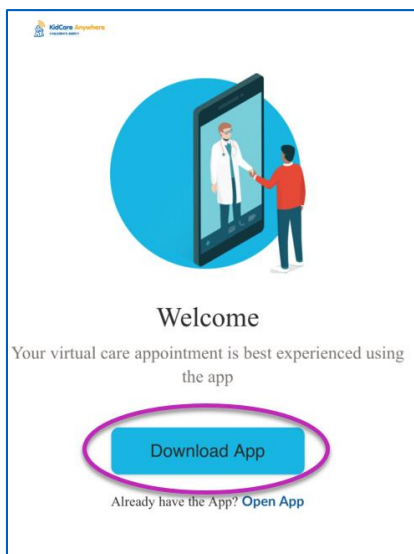 KidCare Anywhere
Welcome
Your virtual care appointment is best experienced using
the app
Download App
Already have the App? Open App